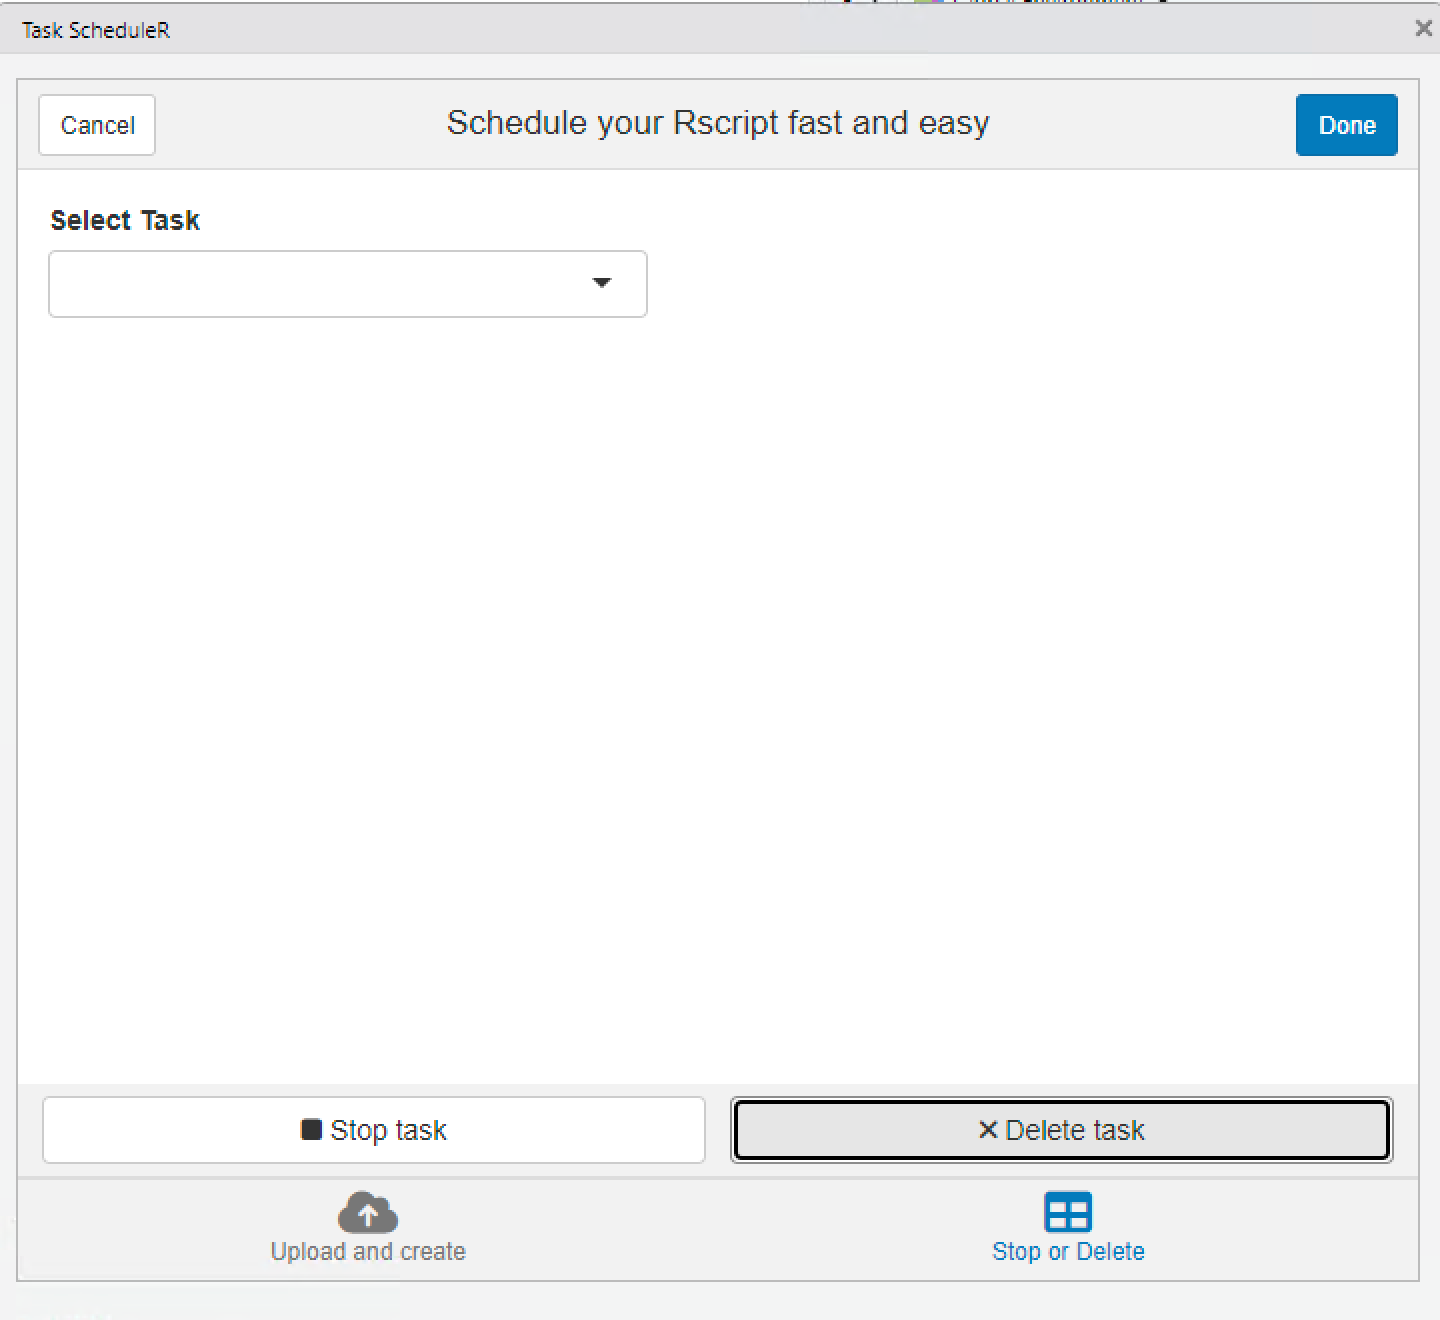 Task ScheduleR
Cancel
Schedule your Rscript fast and easy
Done
Select Task
Stop task
Delete task
Upload and create
Stop or Delete